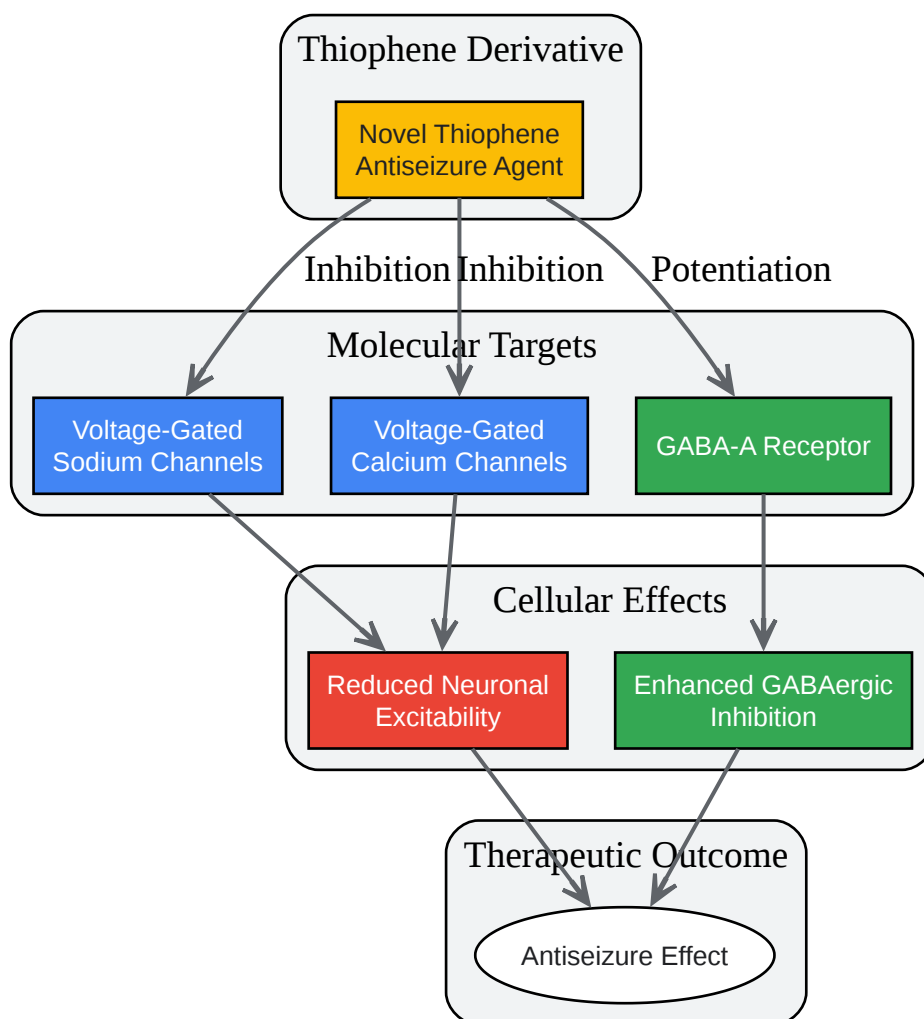 Thiophene Derivative
Novel Thiophene
Antiseizure Agent
Inhibition
Inhibition
Potentiation
Molecular Targets
Voltage-Gated
Sodium Channels
Voltage-Gated
Calcium Channels
GABA-A Receptor
Cellular Effects
Reduced Neuronal
Excitability
Enhanced GABAergic
Inhibition
Therapeutic Outcome
Antiseizure Effect